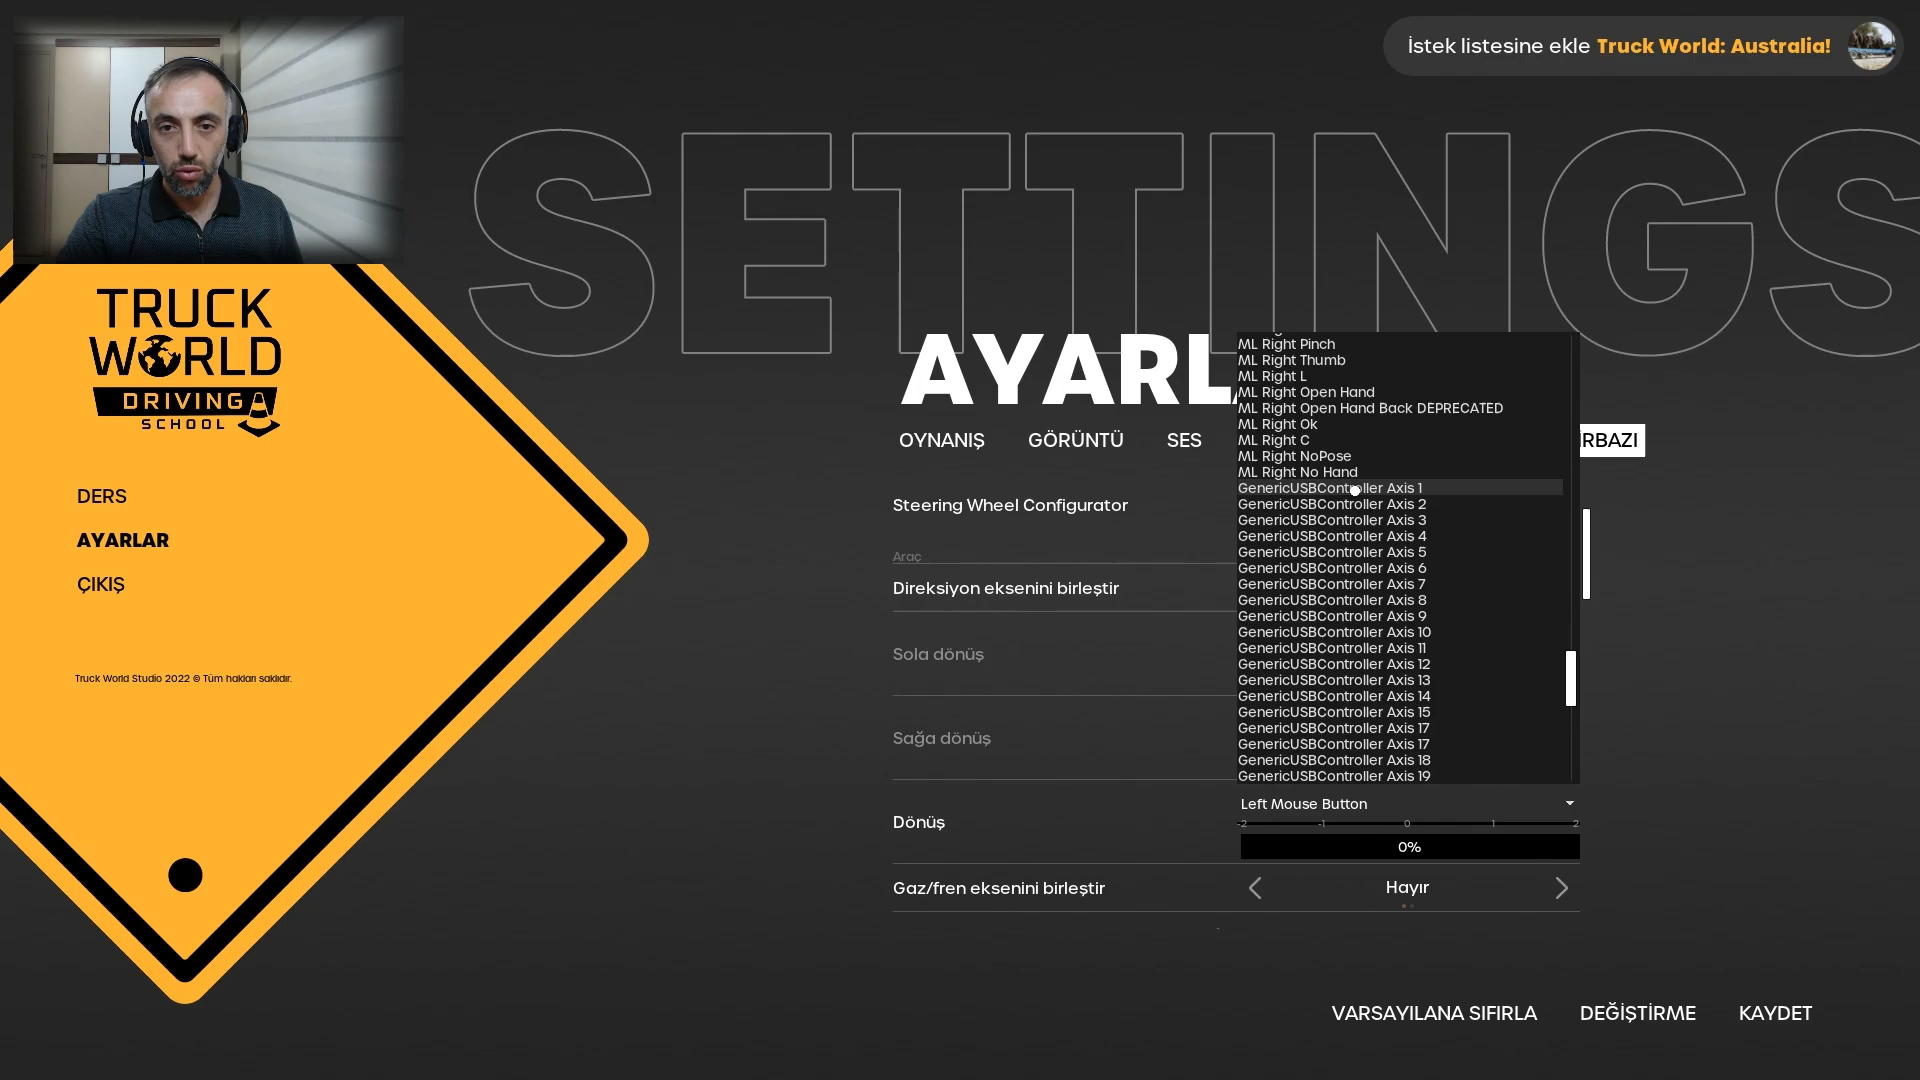 İstek listesine ekle Truck World: Australia!
SETTINGS
TRUCK
WORLD
DRIVING
SCHOOL
DERS
AYARLAR
ÇIKIŞ
Truck World Studio 2022 © Tüm hakları saklıdır.
AYARL
OYNANIŞ GÖRÜNTÜ SES RBAZI
Steering Wheel Configurator
Araç
Direksiyon eksenini birleştir
Sola dönüş
Sağa dönüş
Dönüş
Gaz/fren eksenini birleştir
ML Right Pinch
ML Right Thumb
ML Right L
ML Right Open Hand
ML Right Open Hand Back DEPRECATED
ML Right Ok
ML Right C
ML Right NoPose
ML Right No Hand
GenericUSBController Axis 1
GenericUSBController Axis 2
GenericUSBController Axis 3
GenericUSBController Axis 4
GenericUSBController Axis 5
GenericUSBController Axis 6
GenericUSBController Axis 7
GenericUSBController Axis 8
GenericUSBController Axis 9
GenericUSBController Axis 10
GenericUSBController Axis 11
GenericUSBController Axis 12
GenericUSBController Axis 13
GenericUSBController Axis 14
GenericUSBController Axis 15
GenericUSBController Axis 17
GenericUSBController Axis 17
GenericUSBController Axis 18
GenericUSBController Axis 19
Left Mouse Button
-2 -1 0 1 2
0%
Hayır
VARSAYILANA SIFIRLA DEĞİŞTİRME KAYDET